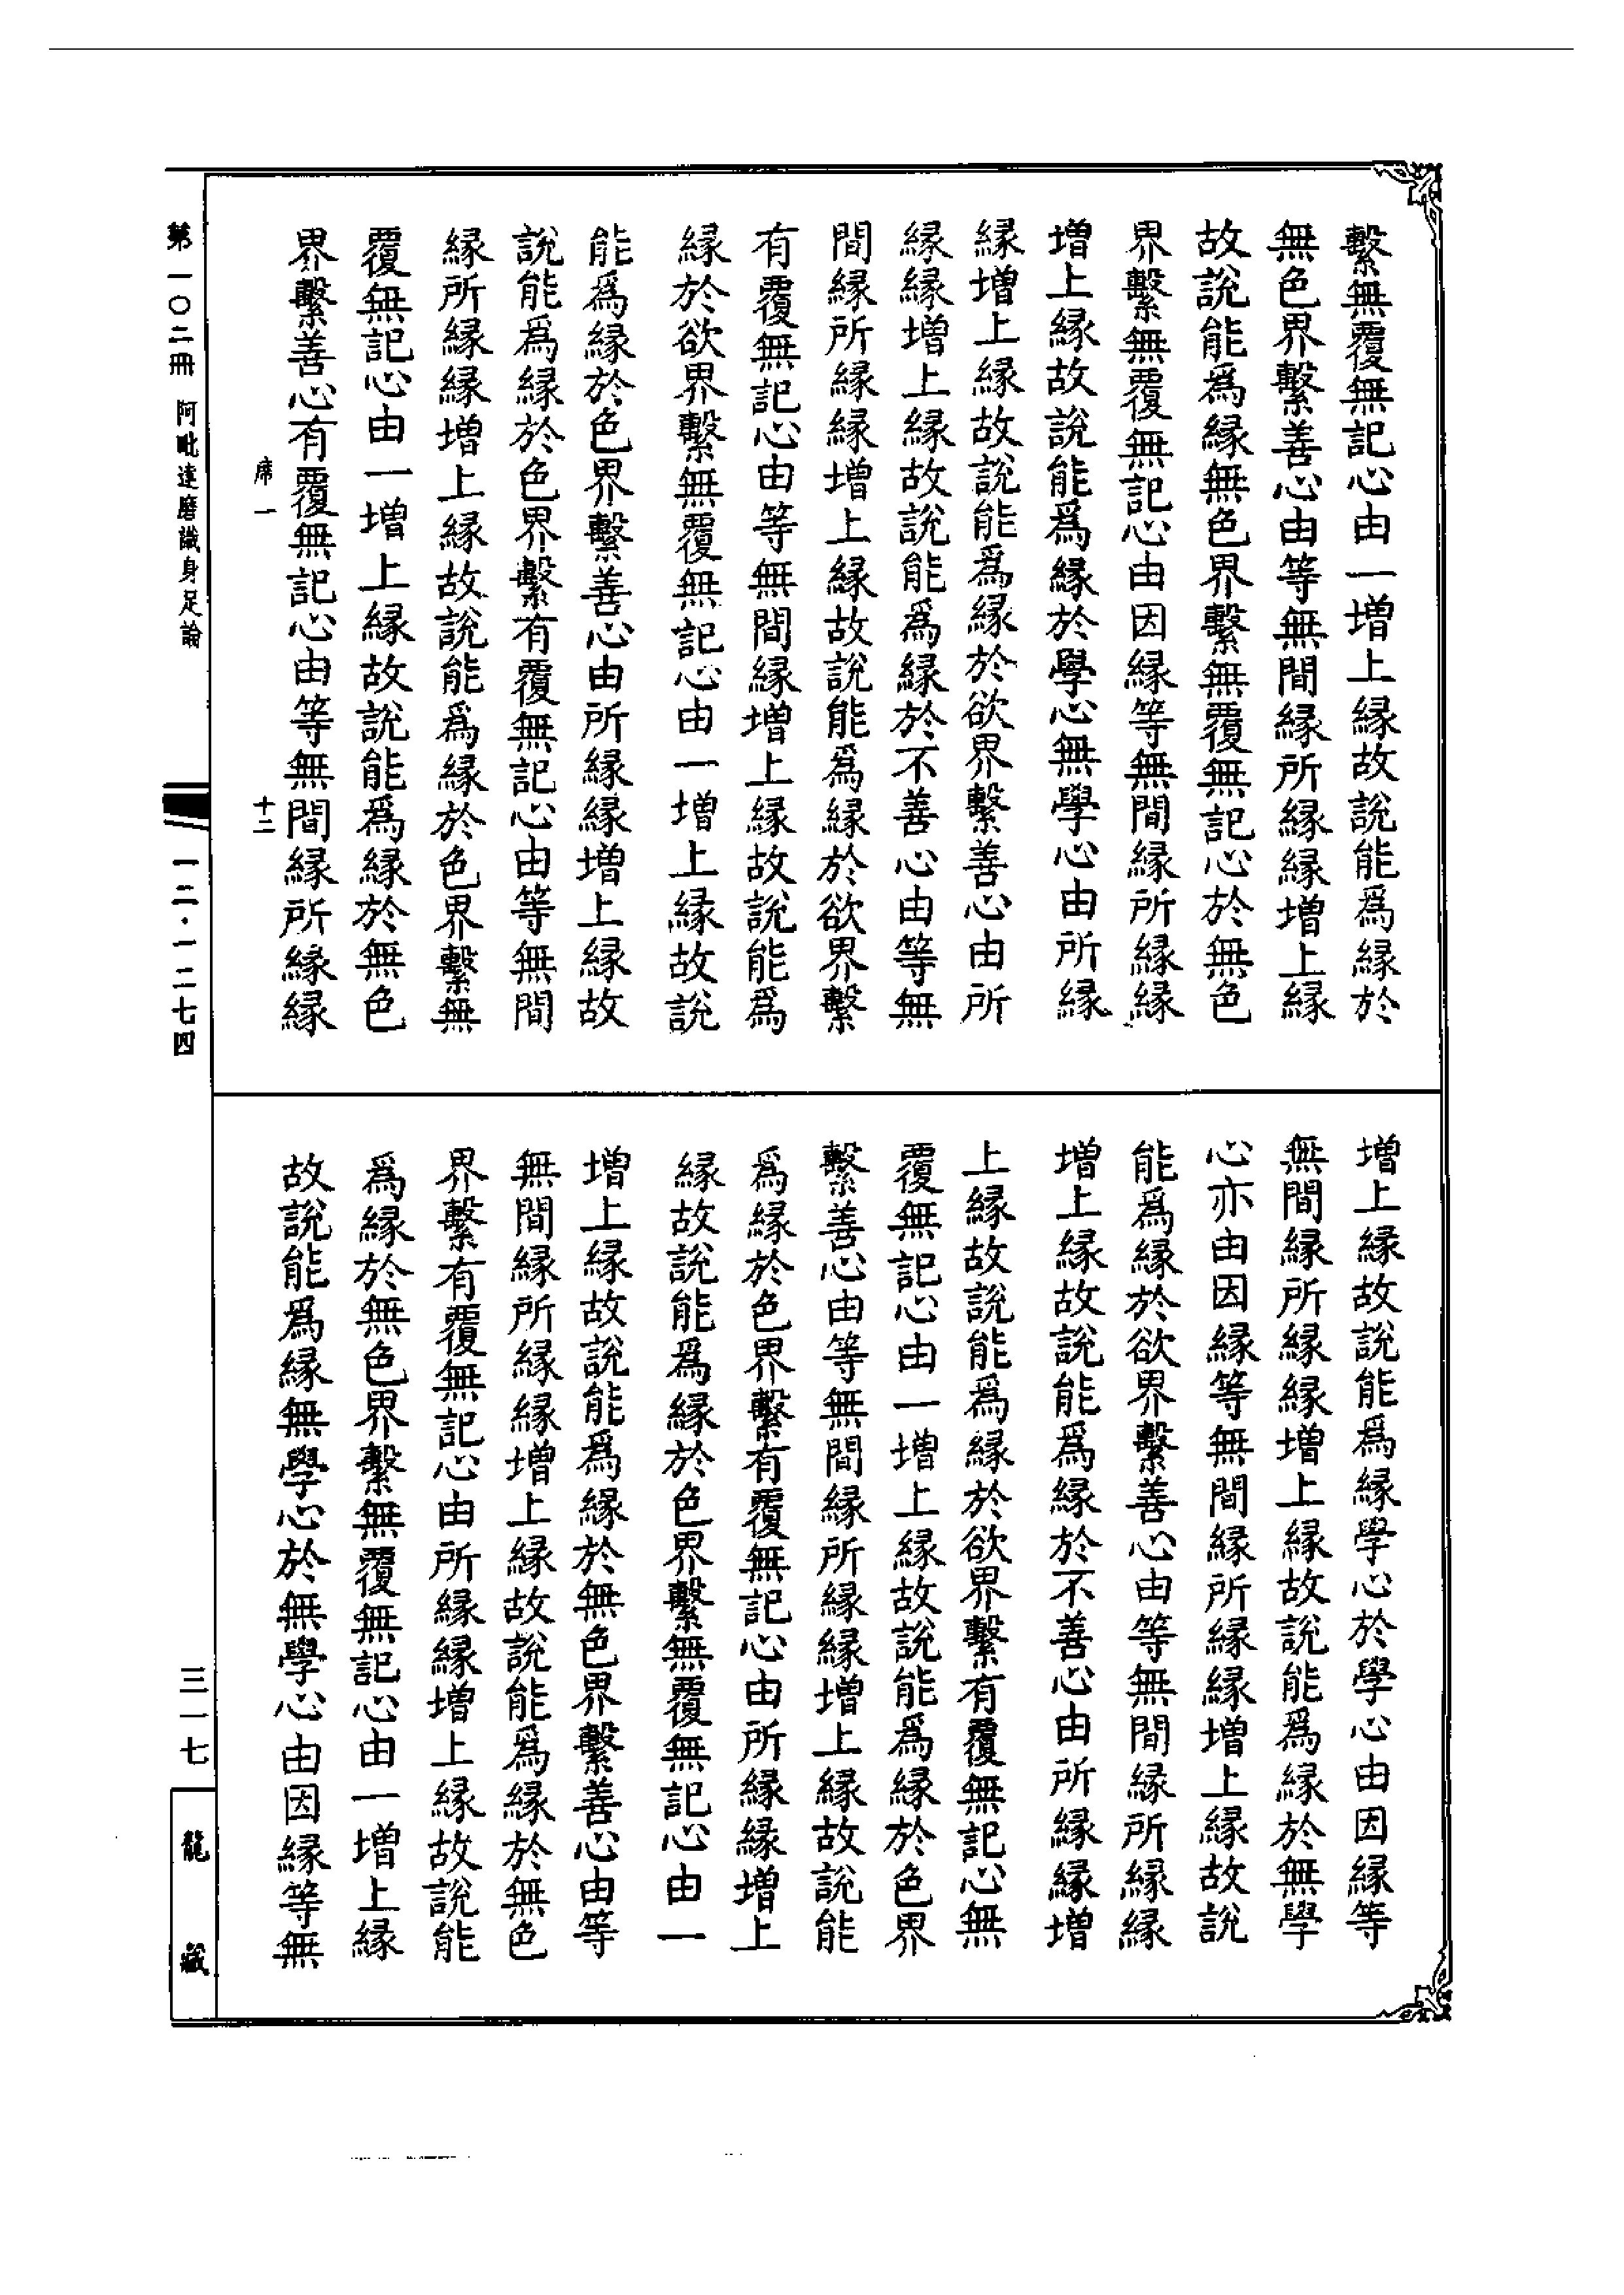 繫無覆無記心由一增上緣故說能爲緣於
無色界繫善心由等無間緣所緣緣增上緣
故說能爲緣無色界繫無覆無記心於無色
界繫無覆無記心由因緣等無間緣所緣緣
增上緣故說能爲緣於學心無學心由所緣
緣增上緣故說能爲緣於欲界繫善心由所
緣緣增上緣故說能爲緣於不善心由等無
間緣所緣緣增上緣故說能爲緣於欲界繫
有覆無記心由等無間緣增上緣故說能爲
緣於欲界繫無覆無記心由一增上緣故說
能爲緣於色界繫善心由所緣緣增上緣故
說能爲緣於色界繫有覆無記心由等無間
緣所緣緣增上緣故說能爲緣於色界繫無
覆無記心由一增上緣故說能爲緣於無色
界繫善心有覆無記心由等無間緣所緣緣
席一
十二
增上緣故說能爲緣學心於學心由因緣等
無間緣所緣緣增上緣故說能爲緣於無學
心亦由因緣等無間緣所緣緣增上緣故說
能爲緣於欲界繫善心由等無間緣所緣緣
增上緣故說能爲緣於不善心由所緣緣增
上緣故說能爲緣於欲界繫有覆無記心無
覆無記心由一增上緣故說能爲緣於色界
繫善心由等無間緣所緣緣增上緣故說能
爲緣於色界繫有覆無記心由所緣緣增上
緣故說能爲緣於色界繫無覆無記心由一
增上緣故說能爲緣於無色界繫善心由等
無間緣所緣緣增上緣故說能爲緣於無色
界繫有覆無記心由所緣緣增上緣故說能
爲緣於無色界繫無覆無記心由一增上緣
故說能爲緣無學心於無學心由因緣等無
第一〇二冊 阿毗達磨識身足論
一二·一二七四
三一七
龍藏